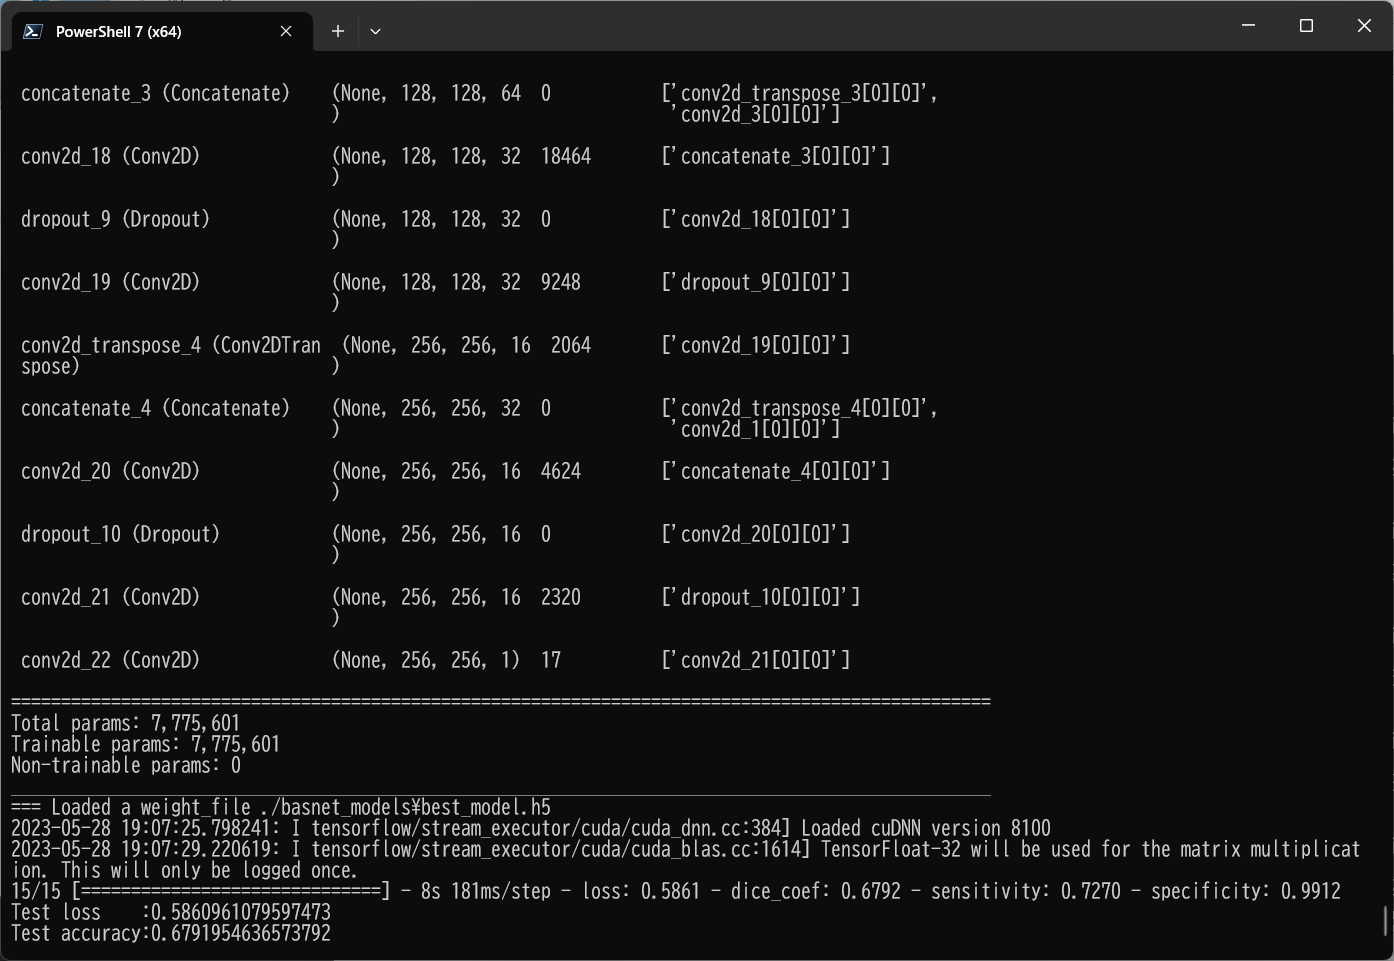 PowerShell 7 (x64)
concatenate_3 (Concatenate)    (None, 128, 128, 64  0           ['conv2d_transpose_3[0][0]',
)                                 'conv2d_3[0][0]']
conv2d_18 (Conv2D)             (None, 128, 128, 32  18464       ['concatenate_3[0][0]']
)
dropout_9 (Dropout)            (None, 128, 128, 32  0           ['conv2d_18[0][0]']
)
conv2d_19 (Conv2D)             (None, 128, 128, 32  9248        ['dropout_9[0][0]']
)
conv2d_transpose_4 (Conv2DTran  (None, 256, 256, 16  2064       ['conv2d_19[0][0]']
spose)                         )
concatenate_4 (Concatenate)    (None, 256, 256, 32  0           ['conv2d_transpose_4[0][0]',
)                                 'conv2d_1[0][0]']
conv2d_20 (Conv2D)             (None, 256, 256, 16  4624        ['concatenate_4[0][0]']
)
dropout_10 (Dropout)           (None, 256, 256, 16  0           ['conv2d_20[0][0]']
)
conv2d_21 (Conv2D)             (None, 256, 256, 16  2320        ['dropout_10[0][0]']
)
conv2d_22 (Conv2D)             (None, 256, 256, 1)  17          ['conv2d_21[0][0]']
==================================================================================================
Total params: 7,775,601
Trainable params: 7,775,601
Non-trainable params: 0
__________________________________________________________________________________________________
=== Loaded a weight_file ./basnet_models¥best_model.h5
2023-05-28 19:07:25.798241: I tensorflow/stream_executor/cuda/cuda_dnn.cc:384] Loaded cuDNN version 8100
2023-05-28 19:07:29.220619: I tensorflow/stream_executor/cuda/cuda_blas.cc:1614] TensorFloat-32 will be used for the matrix multiplicat
ion. This will only be logged once.
15/15 [==============================] - 8s 181ms/step - loss: 0.5861 - dice_coef: 0.6792 - sensitivity: 0.7270 - specificity: 0.9912
Test loss    :0.5860961079597473
Test accuracy:0.6791954636573792